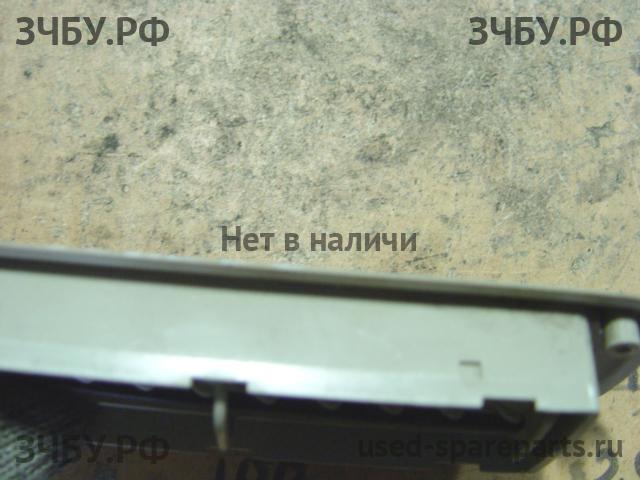 ЗЧБУ.РФ ЗЧБУ.РФ
Нет в наличи
ЗЧБУ.РФ used-spareparts.ru